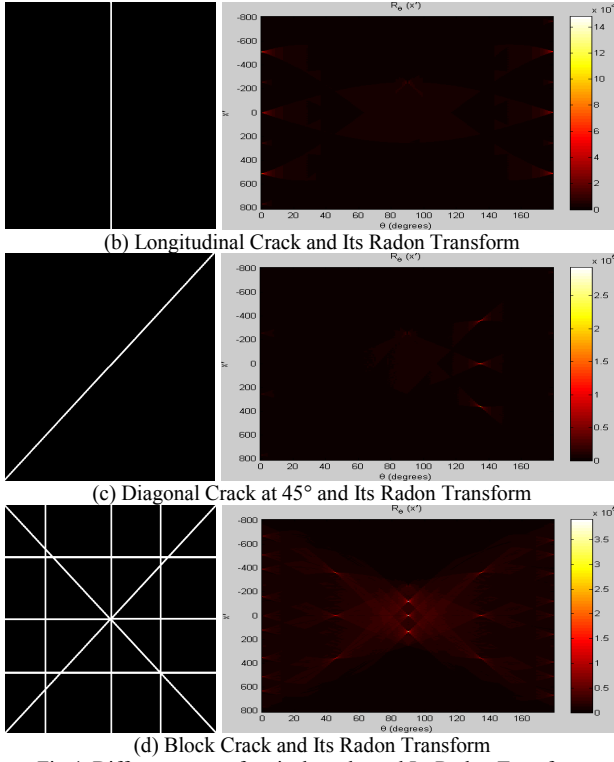 R_θ (x')
x 10
-800
-600
-400
-200
0
200
400
600
800
x'
0 20 40 60 80 100 120 140 160
Θ (degrees)
14
12
10
8
6
4
2
0
(b) Longitudinal Crack and Its Radon Transform
R_θ (x')
x 10
-800
-600
-400
-200
0
200
400
600
800
x'
0 20 40 60 80 100 120 140 160
Θ (degrees)
2.5
2
1.5
1
0.5
0
(c) Diagonal Crack at 45° and Its Radon Transform
R_θ (x')
x 10
-800
-600
-400
-200
0
200
400
600
800
x'
0 20 40 60 80 100 120 140 160
Θ (degrees)
3.5
3
2.5
2
1.5
1
0.5
0
(d) Block Crack and Its Radon Transform